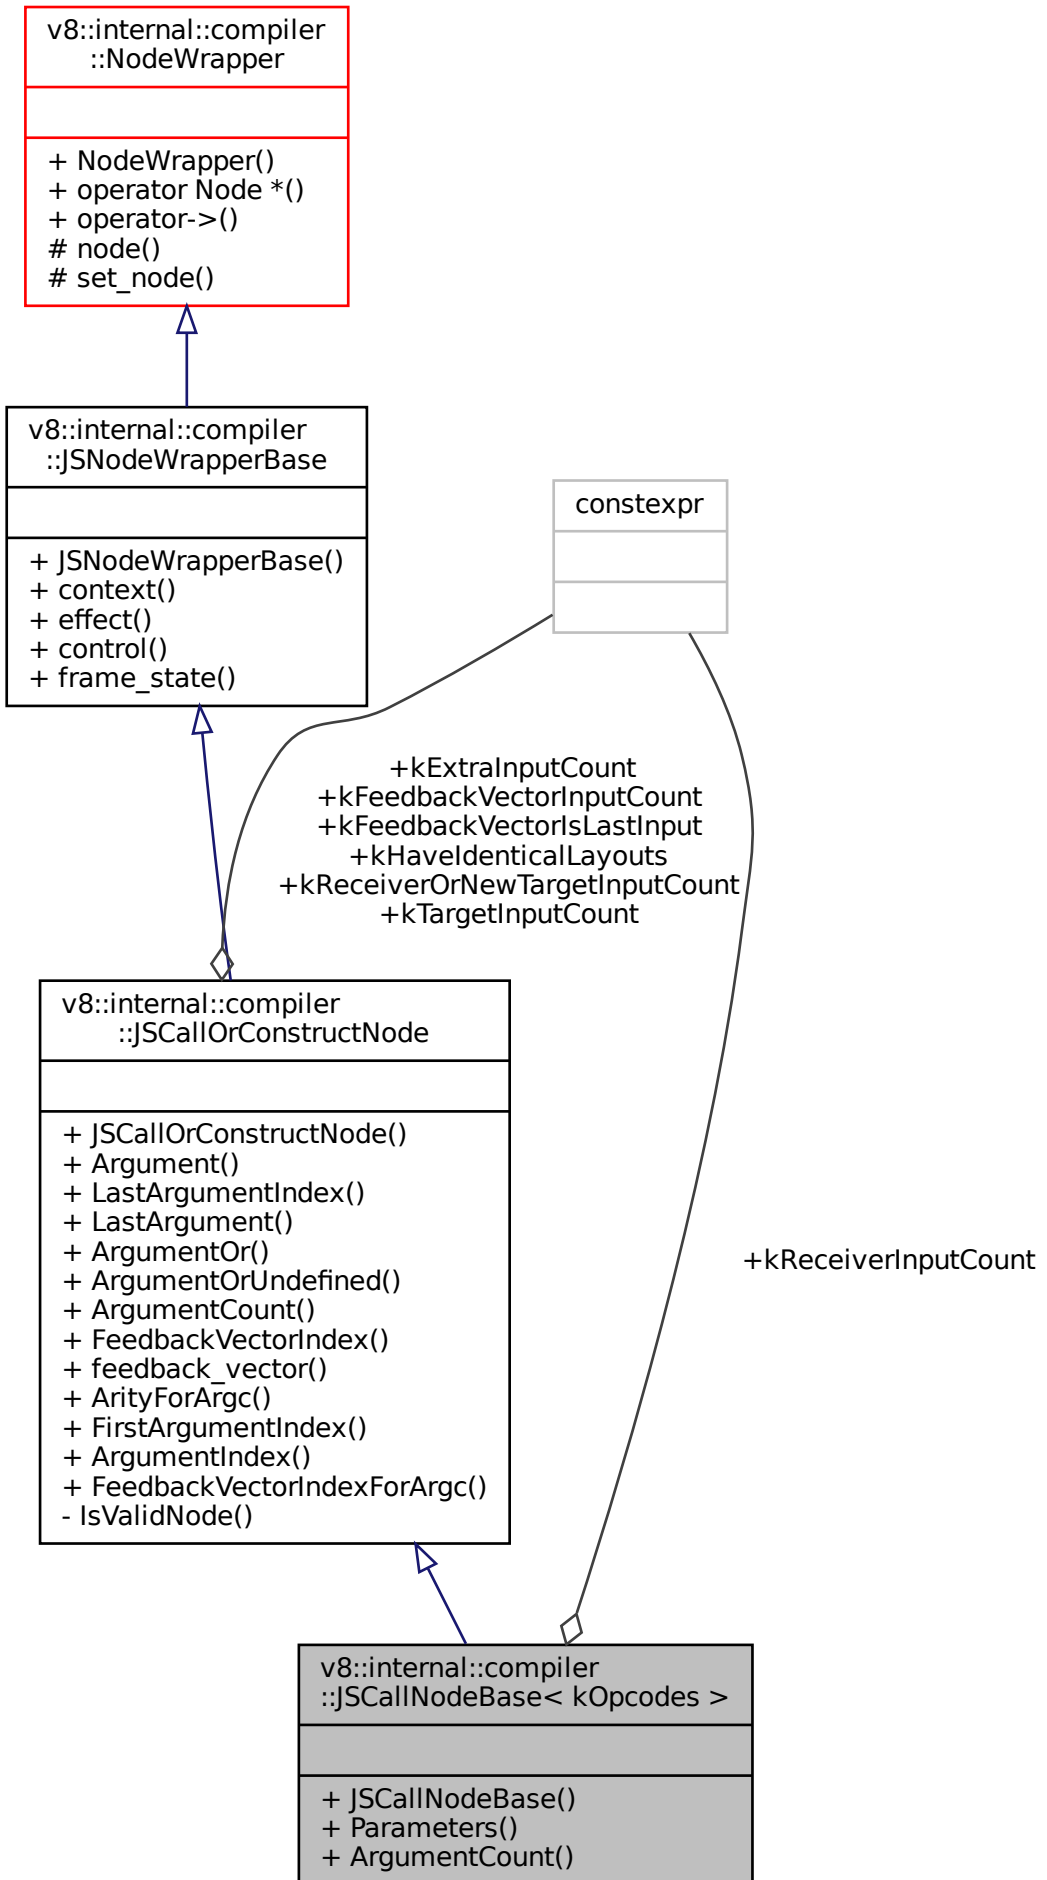 v8::internal::compiler
::NodeWrapper
+ NodeWrapper()
+ operator Node *()
+ operator->()
# node()
# set_node()
v8::internal::compiler
::JSNodeWrapperBase
+ JSNodeWrapperBase()
+ context()
+ effect()
+ control()
+ frame_state()
constexpr
+kExtraInputCount
+kFeedbackVectorInputCount
+kFeedbackVectorIsLastInput
+kHaveIdenticalLayouts
+kReceiverOrNewTargetInputCount
+kTargetInputCount
v8::internal::compiler
::JSCallOrConstructNode
+ JSCallOrConstructNode()
+ Argument()
+ LastArgumentIndex()
+ LastArgument()
+ ArgumentOr()
+ ArgumentOrUndefined()
+ ArgumentCount()
+ FeedbackVectorIndex()
+ feedback_vector()
+ ArityForArgc()
+ FirstArgumentIndex()
+ ArgumentIndex()
+ FeedbackVectorIndexForArgc()
- IsValidNode()
+kReceiverInputCount
v8::internal::compiler
::JSCallNodeBase< kOpcodes >
+ JSCallNodeBase()
+ Parameters()
+ ArgumentCount()